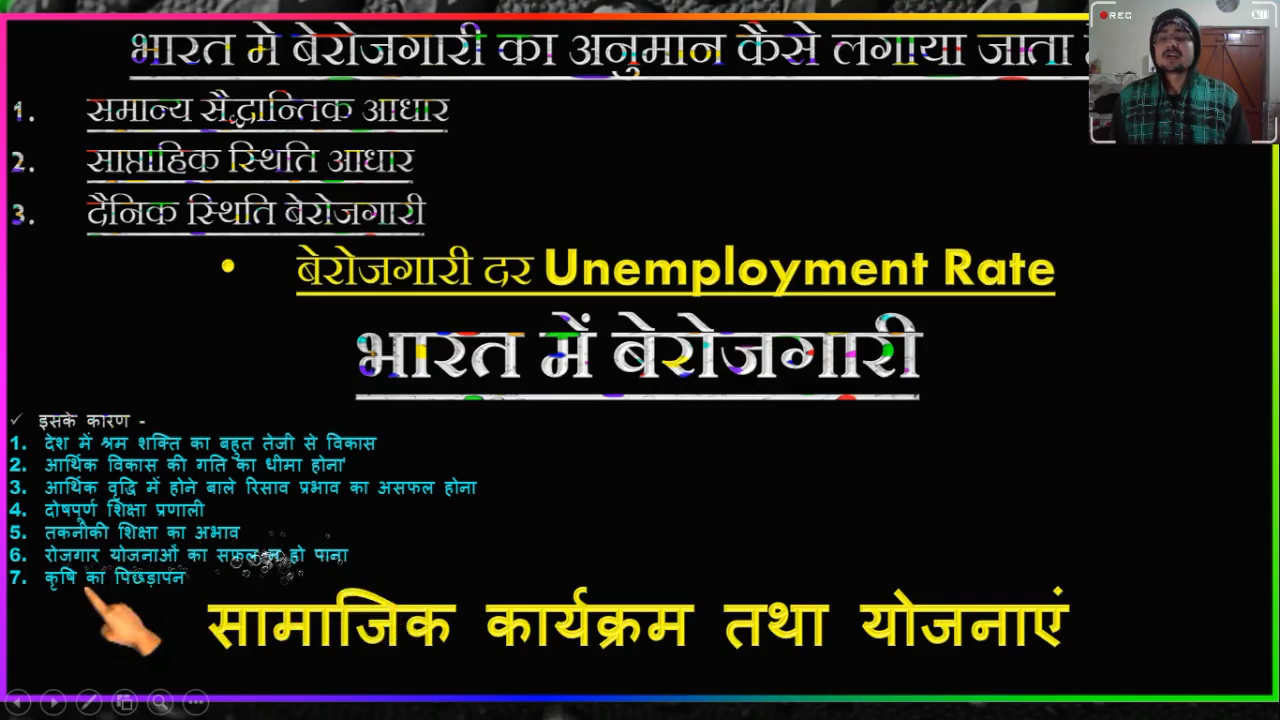 भारत मे बेरोजगारी का अनुमान कैसे लगाया जाता
REC
1. समान्य सैद्धान्तिक आधार
2. साप्ताहिक स्थिति आधार
3. दैनिक स्थिति बेरोजगारी
• बेरोजगारी दर Unemployment Rate
भारत में बेरोजगारी
✓ इसके कारण -
1. देश में श्रम शक्ति का बहुत तेजी से विकास
2. आर्थिक विकास की गति का धीमा होना'
3. आर्थिक वृद्धि में होने बाले रिसाव प्रभाव का असफल होना
4. दोषपूर्ण शिक्षा प्रणाली
5. तकनीकी शिक्षा का अभाव
6. रोजगार योजनाओं का सफल न हो पाना
7. कृषि का पिछड़ापन
सामाजिक कार्यक्रम तथा योजनाएं